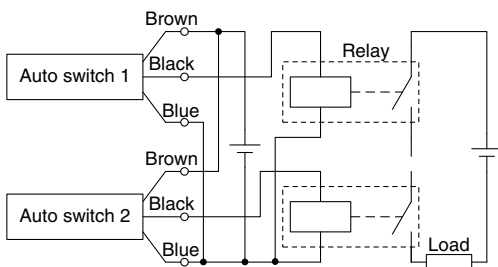 Brown
Auto switch 1
Black
Blue
Relay
Brown
Auto switch 2
Black
Blue
Load